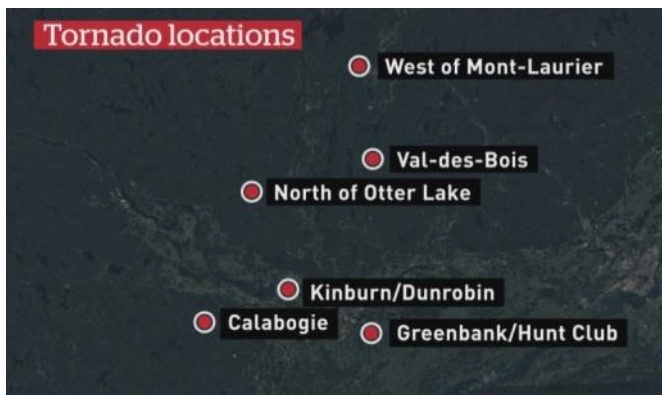 Tornado locations
West of Mont-Laurier
Val-des-Bois
North of Otter Lake
Kinburn/Dunrobin
Calabogie
Greenbank/Hunt Club